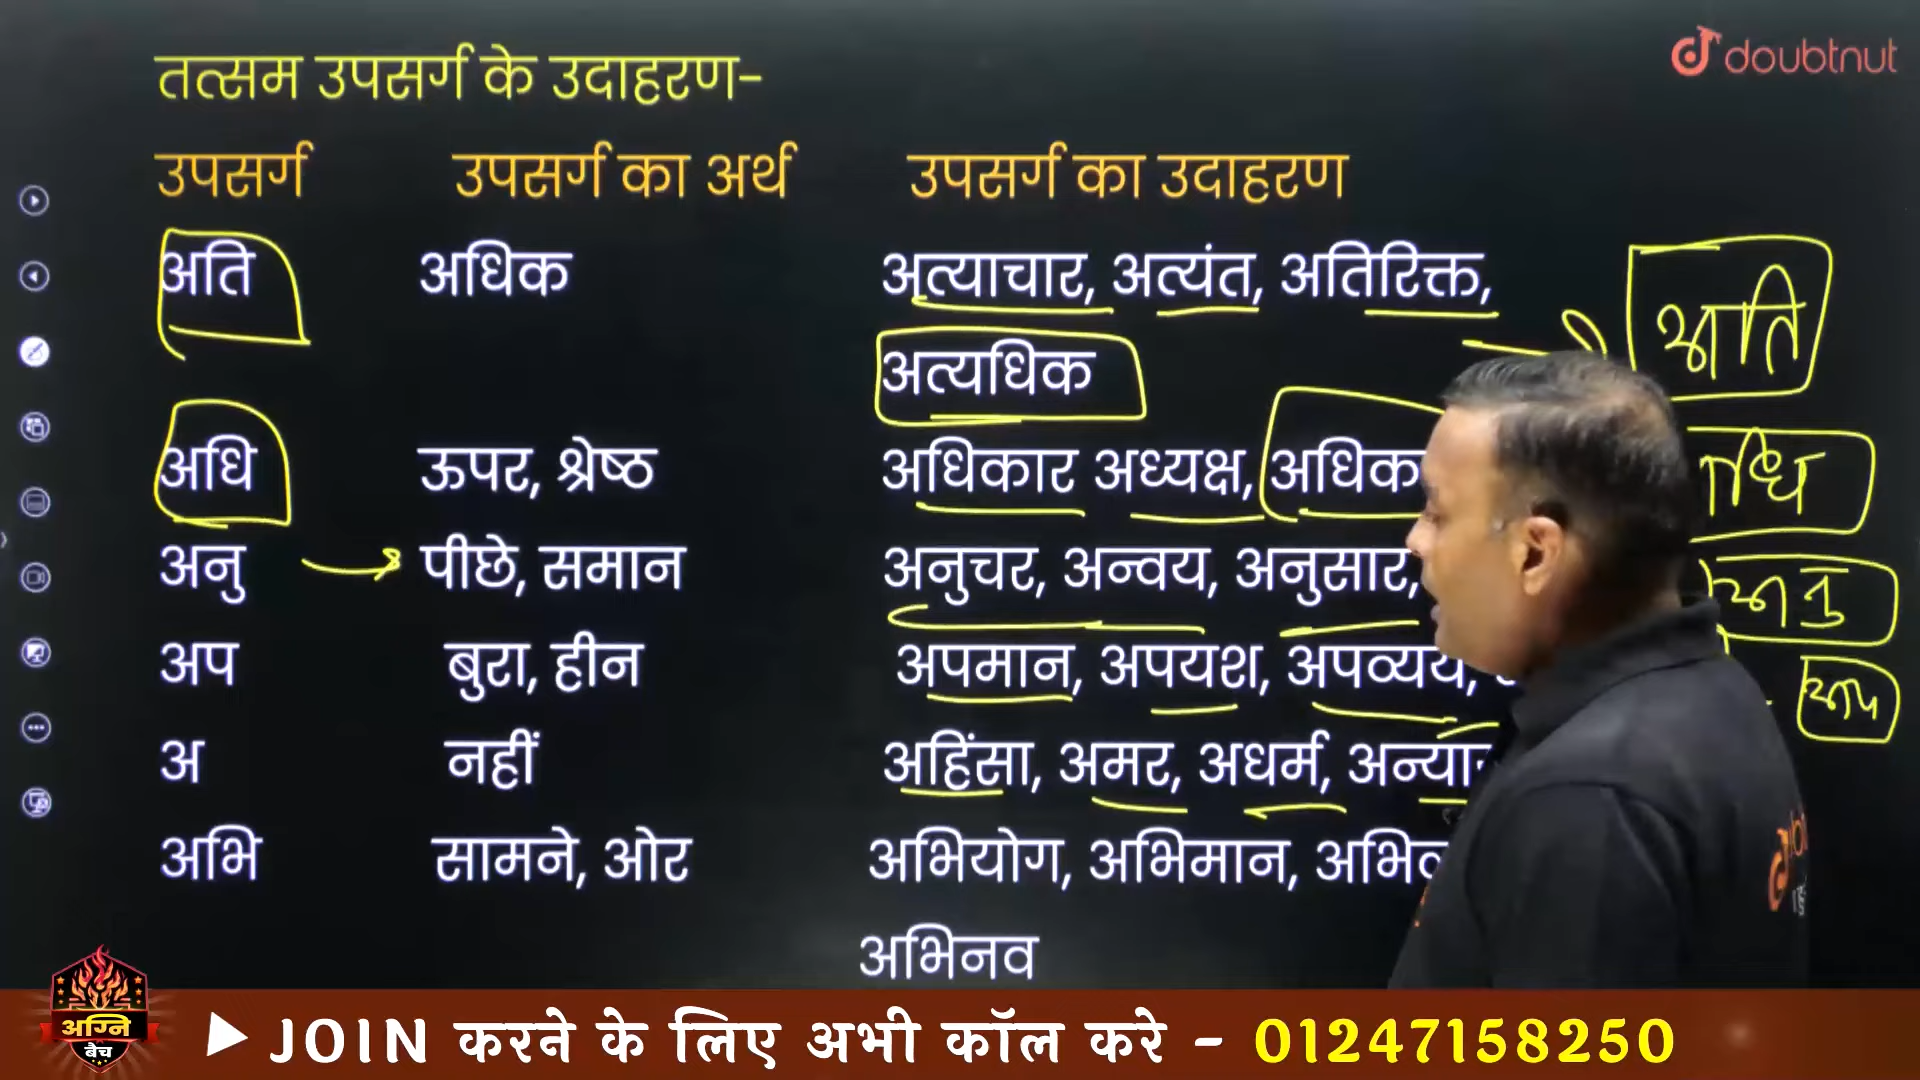 doubtnut
तत्सम उपसर्ग के उदाहरण-
उपसर्ग उपसर्ग का अर्थ उपसर्ग का उदाहरण
अति अधिक अत्याचार, अत्यंत, अतिरिक्त,
अति
अत्यधिक
अधि ऊपर, श्रेष्ठ अधिकार अध्यक्ष,
अनु पीछे, समान अनुचर, अन्वय, अनुसार,
अनु
अप बुरा, हीन अपमान, अपयश, अपव्यय,
अप
अ नहीं अहिंसा, अमर, अधर्म,
अभि सामने, ओर अभियोग, अभिमान,
अभिनव
अग्नि
बैच
JOIN करने के लिए अभी कॉल करे - 01247158250